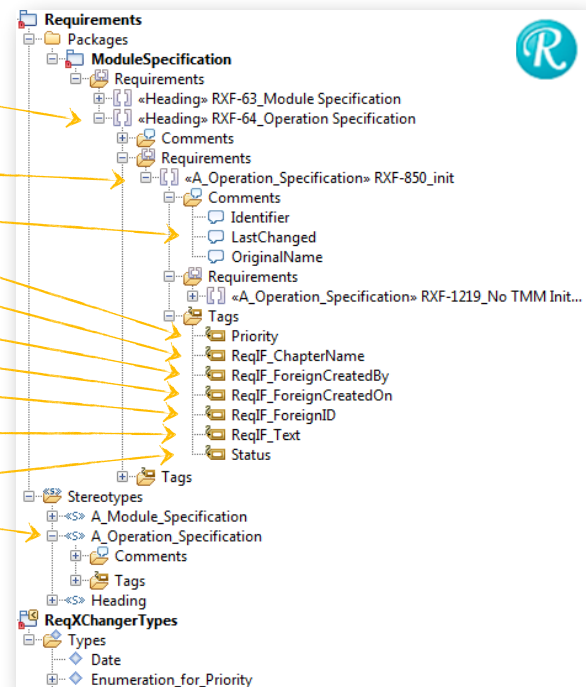 Requirements
R
Packages
ModuleSpecification
Requirements
«Heading» RXF-63_Module Specification
«Heading» RXF-64_Operation Specification
Comments
Requirements
«A_Operation_Specification» RXF-850_init
Comments
Identifier
LastChanged
OriginalName
Requirements
«A_Operation_Specification» RXF-1219_No TMM Init...
Tags
Priority
ReqIF_ChapterName
ReqIF_ForeignCreatedBy
ReqIF_ForeignCreatedOn
ReqIF_ForeignID
ReqIF_Text
Status
Tags
«S» Stereotypes
«S» A_Module_Specification
«S» A_Operation_Specification
Comments
Tags
«S» Heading
ReqXChangerTypes
Types
Date
Enumeration_for_Priority